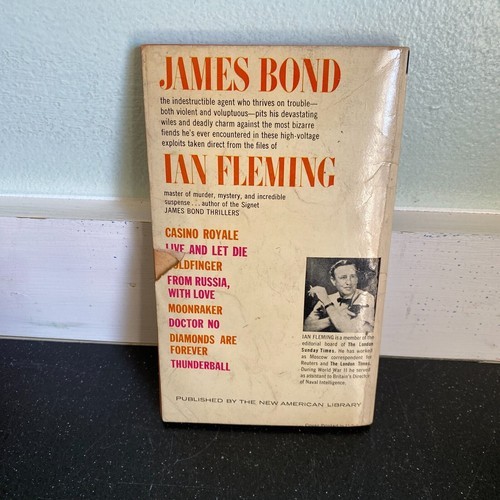 JAMES BOND
the indestructible agent who thrives on trouble—
both violent and voluptuous—pits his devastating
wiles and deadly charm against the most bizarre
fiends he's ever encountered in these high-voltage
exploits taken direct from the files of
IAN FLEMING
master of murder, mystery, and incredible
suspense...author of the Signet
JAMES BOND THRILLERS
CASINO ROYALE
LIVE AND LET DIE
GOLDFINGER
FROM RUSSIA,
WITH LOVE
MOONRAKER
DOCTOR NO
DIAMONDS ARE
FOREVER
THUNDERBALL
IAN FLEMING is a member of the
editorial board of The London
Sunday Times. He has worked
as Moscow correspondent for
Reuters and The London Times.
During World War II he served
as assistant to Britain's Director
of Naval Intelligence.
PUBLISHED BY THE NEW AMERICAN LIBRARY